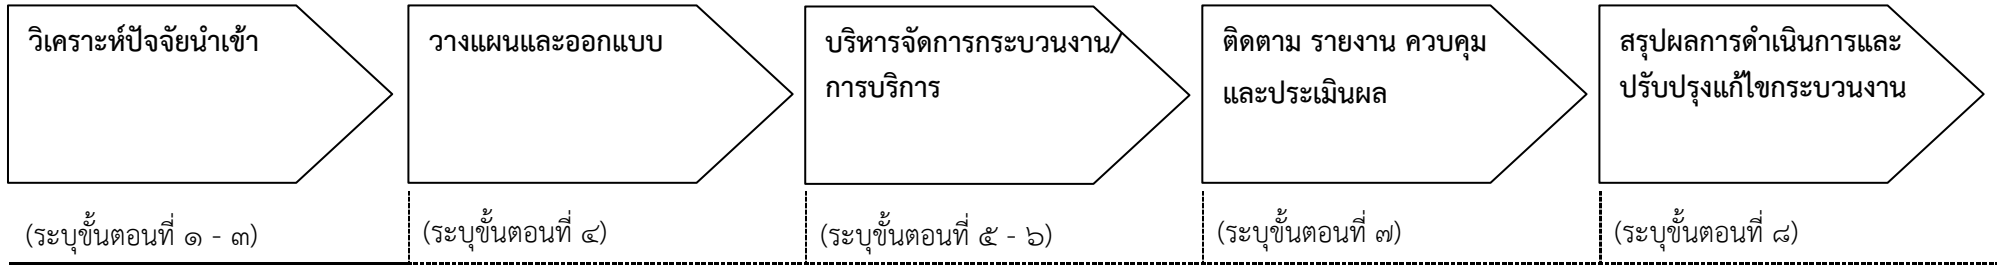 วิเคราะห์ปัจจัยนำเข้า
วางแผนและออกแบบ
บริหารจัดการกระบวนงาน/
การบริการ
ติดตาม รายงาน ควบคุม
และประเมินผล
สรุปผลการดำเนินการและ
ปรับปรุงแก้ไขกระบวนงาน
(ระบุขั้นตอนที่ ๑ - ๓)
(ระบุขั้นตอนที่ ๔)
(ระบุขั้นตอนที่ ๕ - ๖)
(ระบุขั้นตอนที่ ๗)
(ระบุขั้นตอนที่ ๘)